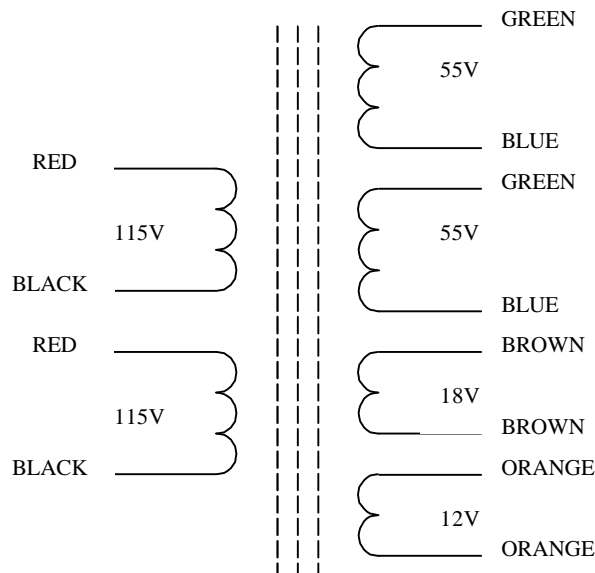 GREEN
55V
BLUE
RED
GREEN
115V
55V
BLACK
BLUE
RED
BROWN
115V
18V
BROWN
BLACK
ORANGE
12V
ORANGE